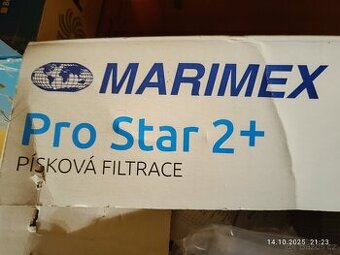 MARIMEX
Pro Star 2+
PÍSKOVÁ FILTRACE
14.10.2025 21:23